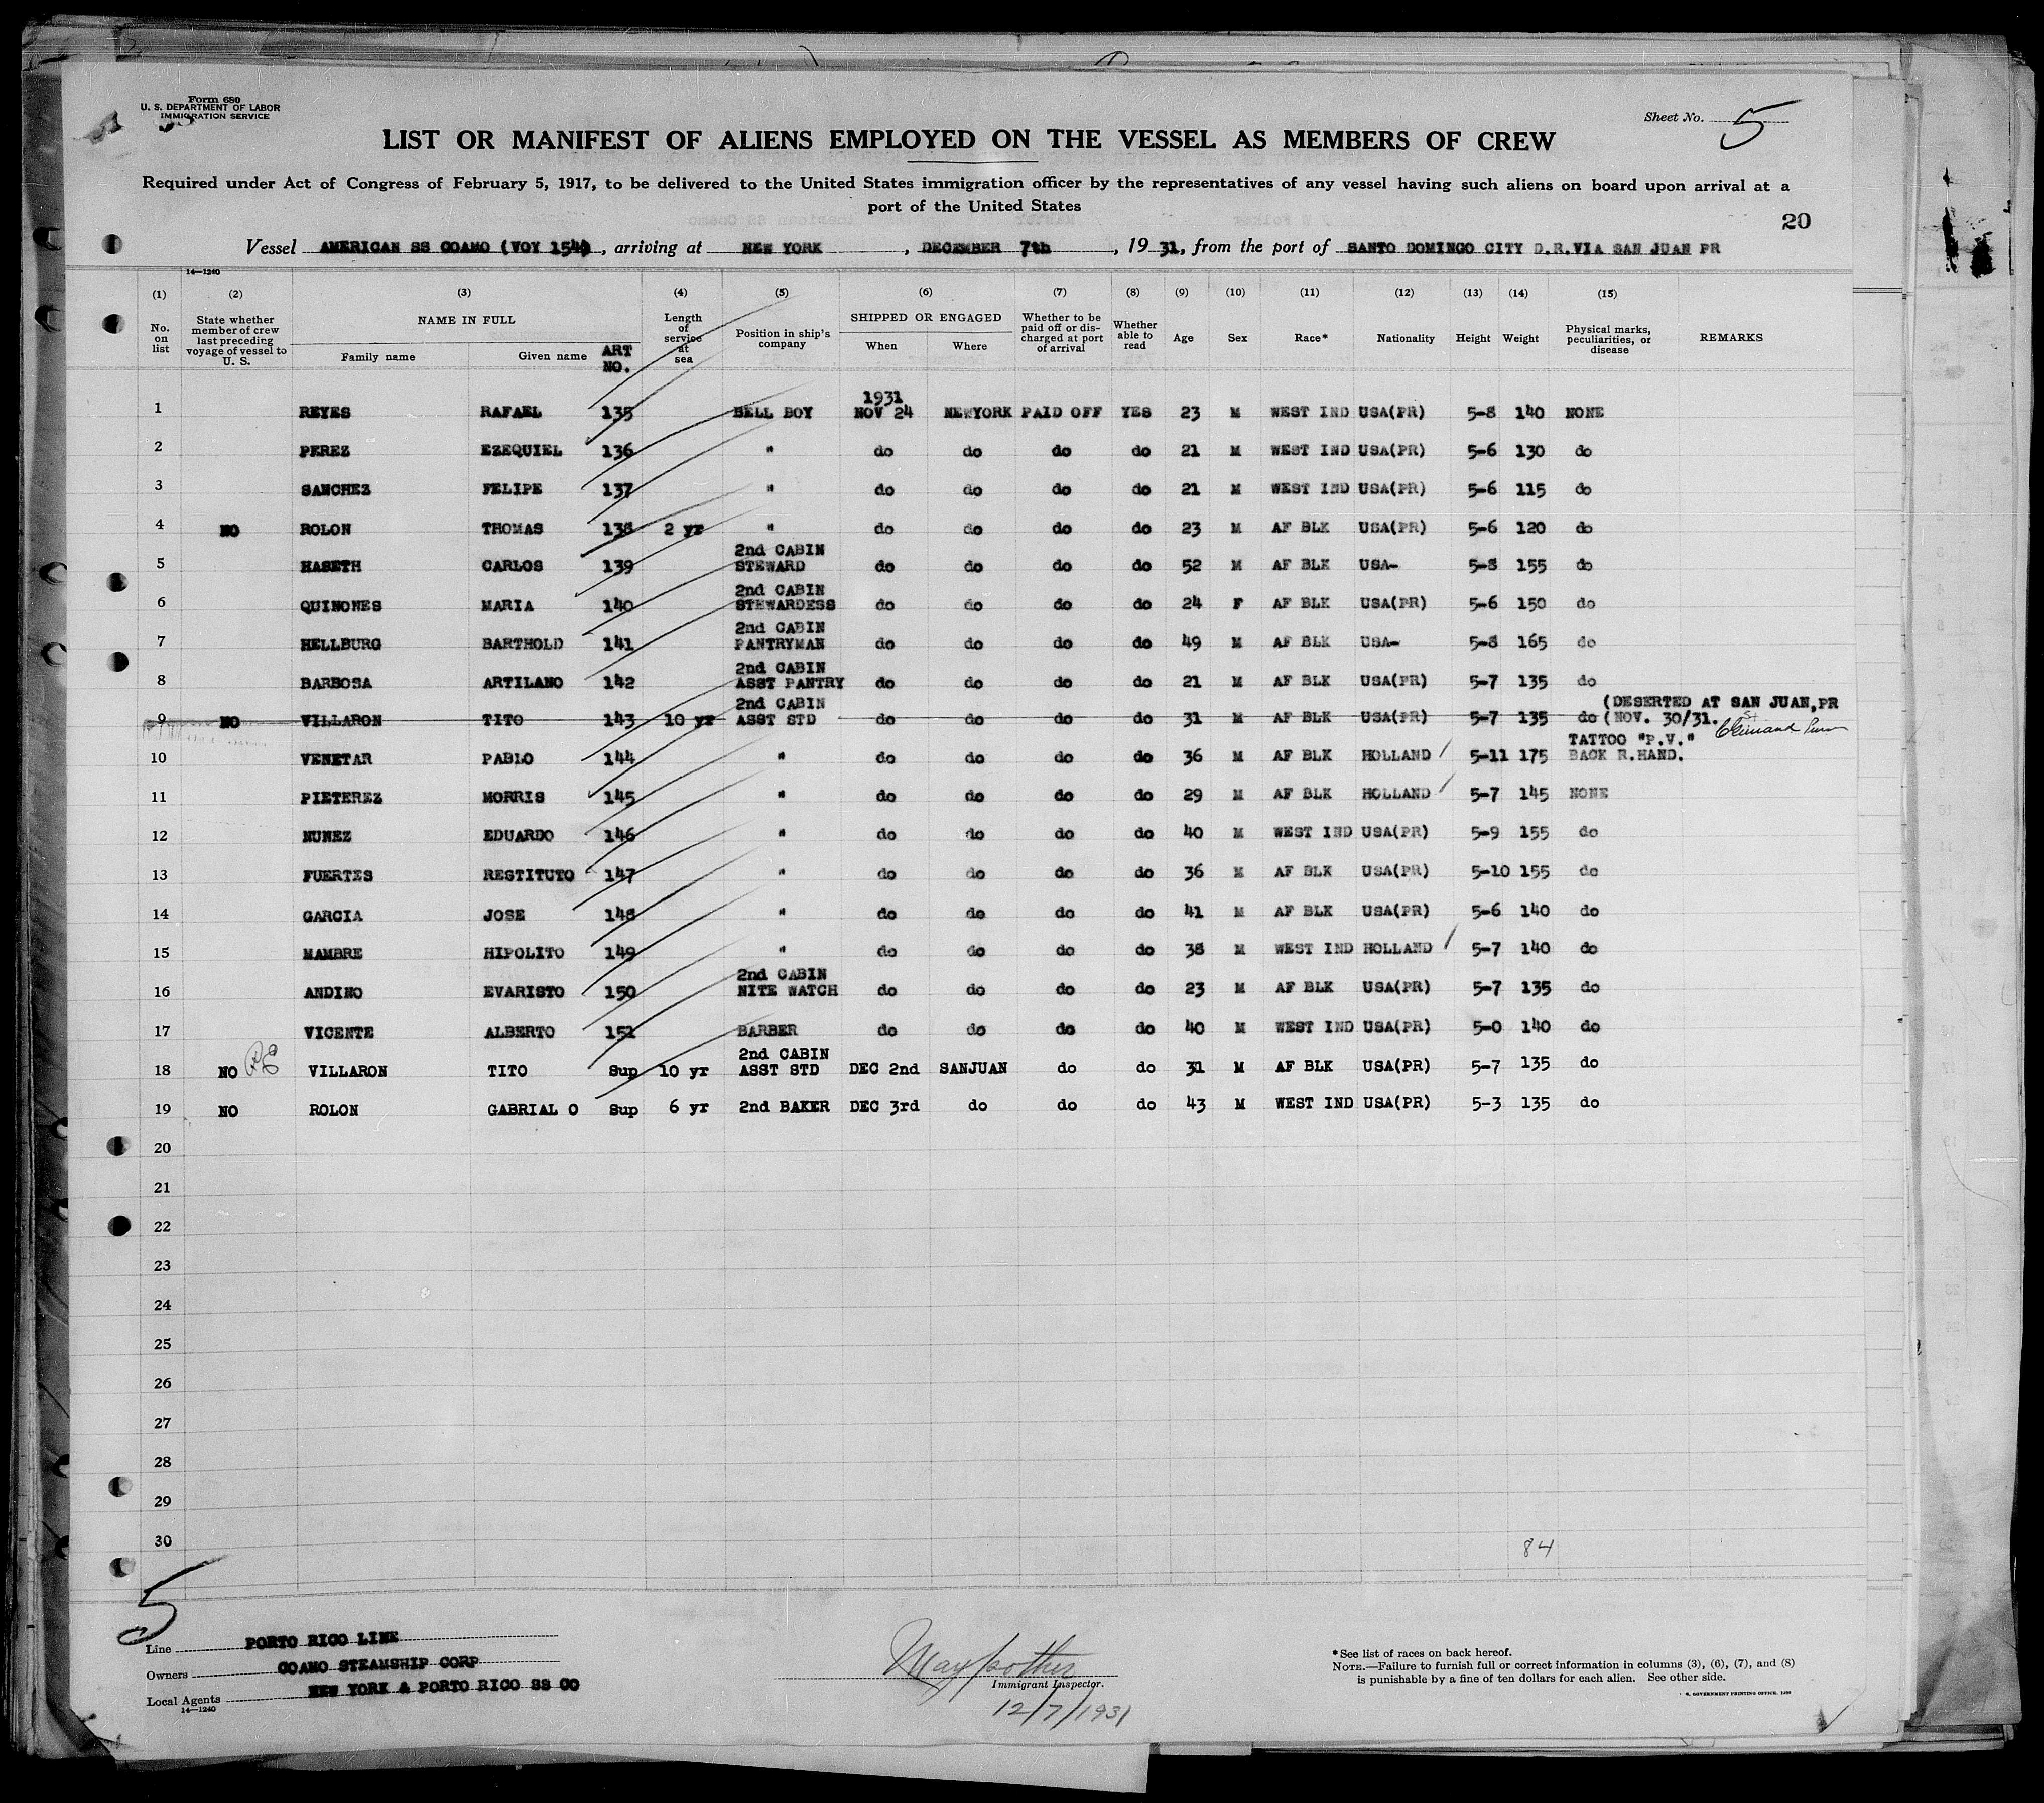 Form 680
U. S. DEPARTMENT OF LABOR
IMMIGRATION SERVICE
Sheet No. 5
LIST OR MANIFEST OF ALIENS EMPLOYED ON THE VESSEL AS MEMBERS OF CREW
Required under Act of Congress of February 5, 1917, to be delivered to the United States immigration officer by the representatives of any vessel having such aliens on board upon arrival at a
port of the United States
20
Vessel AMERICAN SS COAMO (VOY 154), arriving at NEW YORK, DECEMBER 7th, 19 31, from the port of SANTO DOMINGO CITY D.R.VIA SAN JUAN PR
14—1240
(1) (2) (3) (4) (5) (6) (7) (8) (9) (10) (11) (12) (13) (14) (15)
No. on list
State whether member of crew last preceding voyage of vessel to U. S.
NAME IN FULL
Family name
Given name
ART NO.
Length of service at sea
Position in ship's company
SHIPPED OR ENGAGED
When
Where
Whether to be paid off or discharged at port of arrival
Whether able to read
Age
Sex
Race*
Nationality
Height
Weight
Physical marks, peculiarities, or disease
REMARKS
1931
1 REYES RAFAEL 135 BELL BOY NOV 24 NEWYORK PAID OFF YES 23 M WEST IND USA(PR) 5-8 140 NONE
2 PEREZ EZEQUIEL 136 " do do do do 21 M WEST IND USA(PR) 5-6 130 do
3 SANCHEZ FELIPE 137 " do do do do 21 M WEST IND USA(PR) 5-6 115 do
4 NO ROLON THOMAS 138 2 yr " do do do do 23 M AF BLK USA(PR) 5-6 120 do
2nd CABIN
5 HASETH CARLOS 139 STEWARD do do do do 52 M AF BLK USA- 5-8 155 do
2nd CABIN
6 QUINONES MARIA 140 STEWARDESS do do do do 24 F AF BLK USA(PR) 5-6 150 do
2nd CABIN
7 HELLBURG BARTHOLD 141 PANTRYMAN do do do do 49 M AF BLK USA- 5-8 165 do
2nd CABIN
8 BARBOSA ARTILANO 142 ASST PANTRY do do do do 21 M AF BLK USA(PR) 5-7 135 do
2nd CABIN (DESERTED AT SAN JUAN,PR
9 NO VILLARON TITO 143 10 yr ASST STD do do do do 31 M AF BLK USA(PR) 5-7 135 do (NOV. 30/31.
TATTOO "P.V."
10 VENETAR PABLO 144 " do do do do 36 M AF BLK HOLLAND 5-11 175 BACK R.HAND.
11 PIETEREZ MORRIS 145 " do do do do 29 M AF BLK HOLLAND 5-7 145 NONE
12 NUNEZ EDUARDO 146 " do do do do 40 M WEST IND USA(PR) 5-9 155 do
13 FUERTES RESTITUTO 147 " do do do do 36 M AF BLK USA(PR) 5-10 155 do
14 GARCIA JOSE 148 " do do do do 41 M AF BLK USA(PR) 5-6 140 do
15 MAMBRE HIPOLITO 149 " do do do do 38 M WEST IND HOLLAND 5-7 140 do
2nd CABIN
16 ANDINO EVARISTO 150 NITE WATCH do do do do 23 M AF BLK USA(PR) 5-7 135 do
17 VICENTE ALBERTO 151 BARBER do do do do 40 M WEST IND USA(PR) 5-0 140 do
2nd CABIN
18 NO VILLARON TITO Sup 10 yr ASST STD DEC 2nd SANJUAN do do 31 M AF BLK USA(PR) 5-7 135 do
19 NO ROLON GABRIAL O Sup 6 yr 2nd BAKER DEC 3rd do do do 43 M WEST IND USA(PR) 5-3 135 do
20
21
22
23
24
25
26
27
28
29
30
84
5
Line PORTO RICO LINE
Owners COAMO STEAMSHIP CORP
Local Agents NEW YORK & PORTO RICO SS CO
14—1240
Maypother
Immigrant Inspector.
12/7/1931
*See list of races on back hereof.
NOTE.—Failure to furnish full or correct information in columns (3), (6), (7), and (8)
is punishable by a fine of ten dollars for each alien. See other side.
GOVERNMENT PRINTING OFFICE. 1929